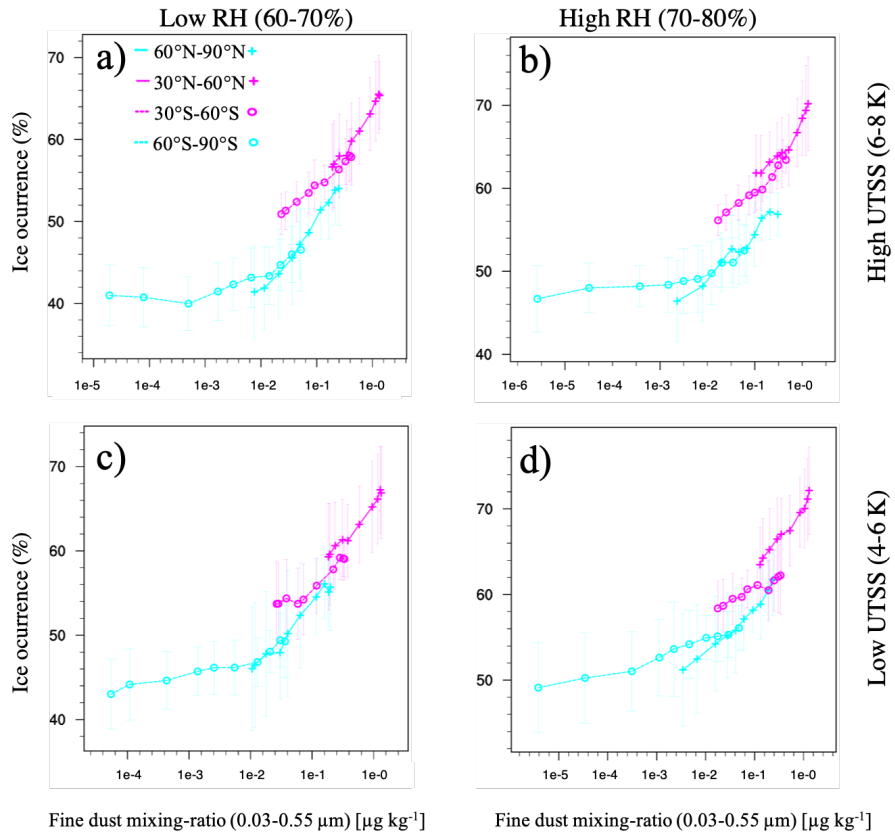 Low RH (60-70%)
High RH (70-80%)
a)
60°N-90°N
30°N-60°N
30°S-60°S
60°S-90°S
Ice ocurrence (%)
70
60
50
40
1e-5 1e-4 1e-3 1e-2 1e-1 1e-0
b)
70
60
50
40
1e-6 1e-5 1e-4 1e-3 1e-2 1e-1 1e-0
High UTSS (6-8 K)
c)
Ice occurrence (%)
70
60
50
40
1e-4 1e-3 1e-2 1e-1 1e-0
d)
70
60
50
1e-5 1e-4 1e-3 1e-2 1e-1 1e-0
Low UTSS (4-6 K)
Fine dust mixing-ratio (0.03-0.55 µm) [µg kg-1]
Fine dust mixing-ratio (0.03-0.55 µm) [µg kg-1]